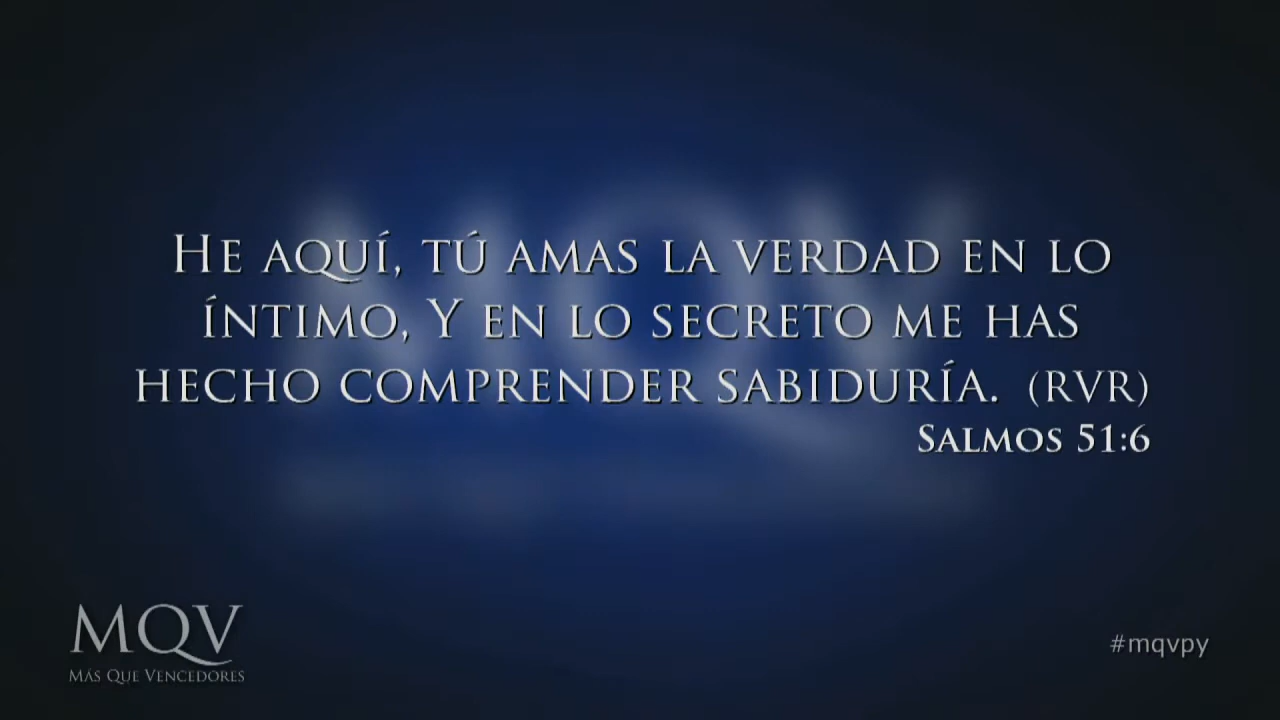 HE AQUÍ, TÚ AMAS LA VERDAD EN LO
ÍNTIMO, Y EN LO SECRETO ME HAS
HECHO COMPRENDER SABIDURÍA. (RVR)
SALMOS 51:6
MQV
MÁS QUE VENCEDORES
#mqvpy